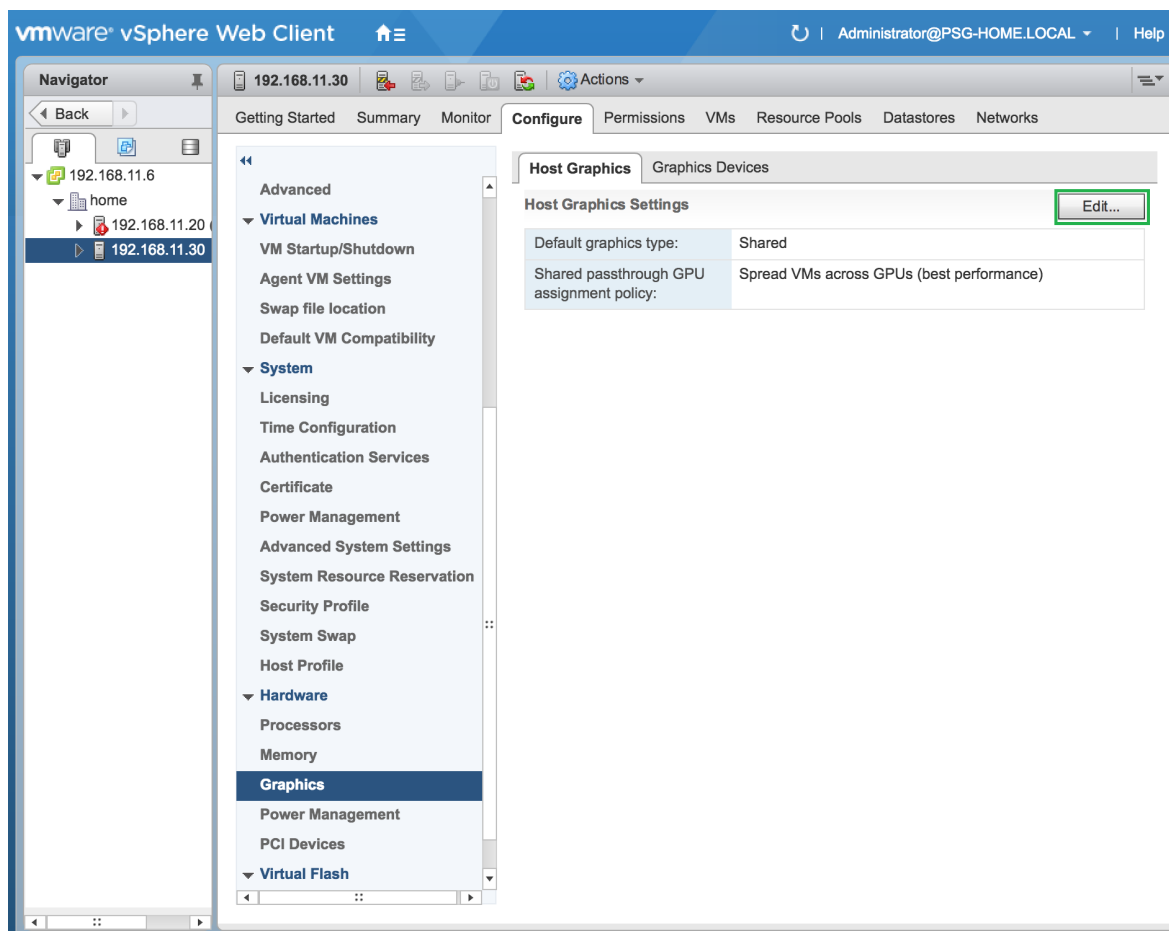 vmware® vSphere Web Client
Administrator@PSG-HOME.LOCAL
Help
Navigator
Back
192.168.11.6
home
192.168.11.20 (
192.168.11.30
192.168.11.30
Actions
Getting Started
Summary
Monitor
Configure
Permissions
VMs
Resource Pools
Datastores
Networks
Advanced
Virtual Machines
VM Startup/Shutdown
Agent VM Settings
Swap file location
Default VM Compatibility
System
Licensing
Time Configuration
Authentication Services
Certificate
Power Management
Advanced System Settings
System Resource Reservation
Security Profile
System Swap
Host Profile
Hardware
Processors
Memory
Graphics
Power Management
PCI Devices
Virtual Flash
Host Graphics
Graphics Devices
Host Graphics Settings
Edit...
Default graphics type:
Shared
Shared passthrough GPU
assignment policy:
Spread VMs across GPUs (best performance)